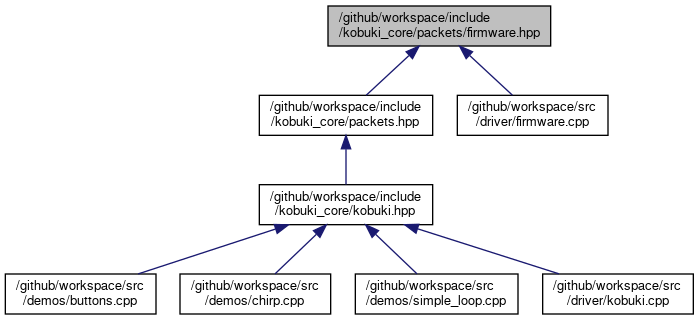 /github/workspace/include
/kobuki_core/packets/firmware.hpp
/github/workspace/include
/kobuki_core/packets.hpp
/github/workspace/src
/driver/firmware.cpp
/github/workspace/include
/kobuki_core/kobuki.hpp
/github/workspace/src
/demos/buttons.cpp
/github/workspace/src
/demos/chirp.cpp
/github/workspace/src
/demos/simple_loop.cpp
/github/workspace/src
/driver/kobuki.cpp